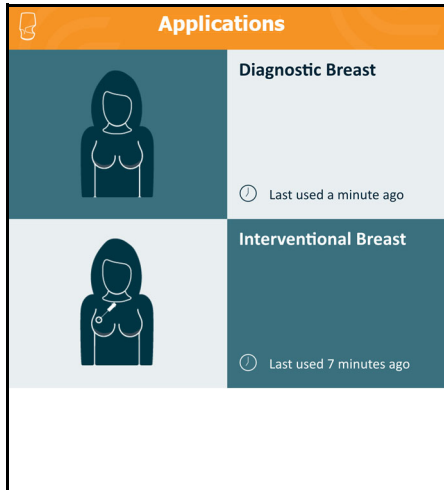 Applications
Diagnostic Breast
Last used a minute ago
Interventional Breast
Last used 7 minutes ago